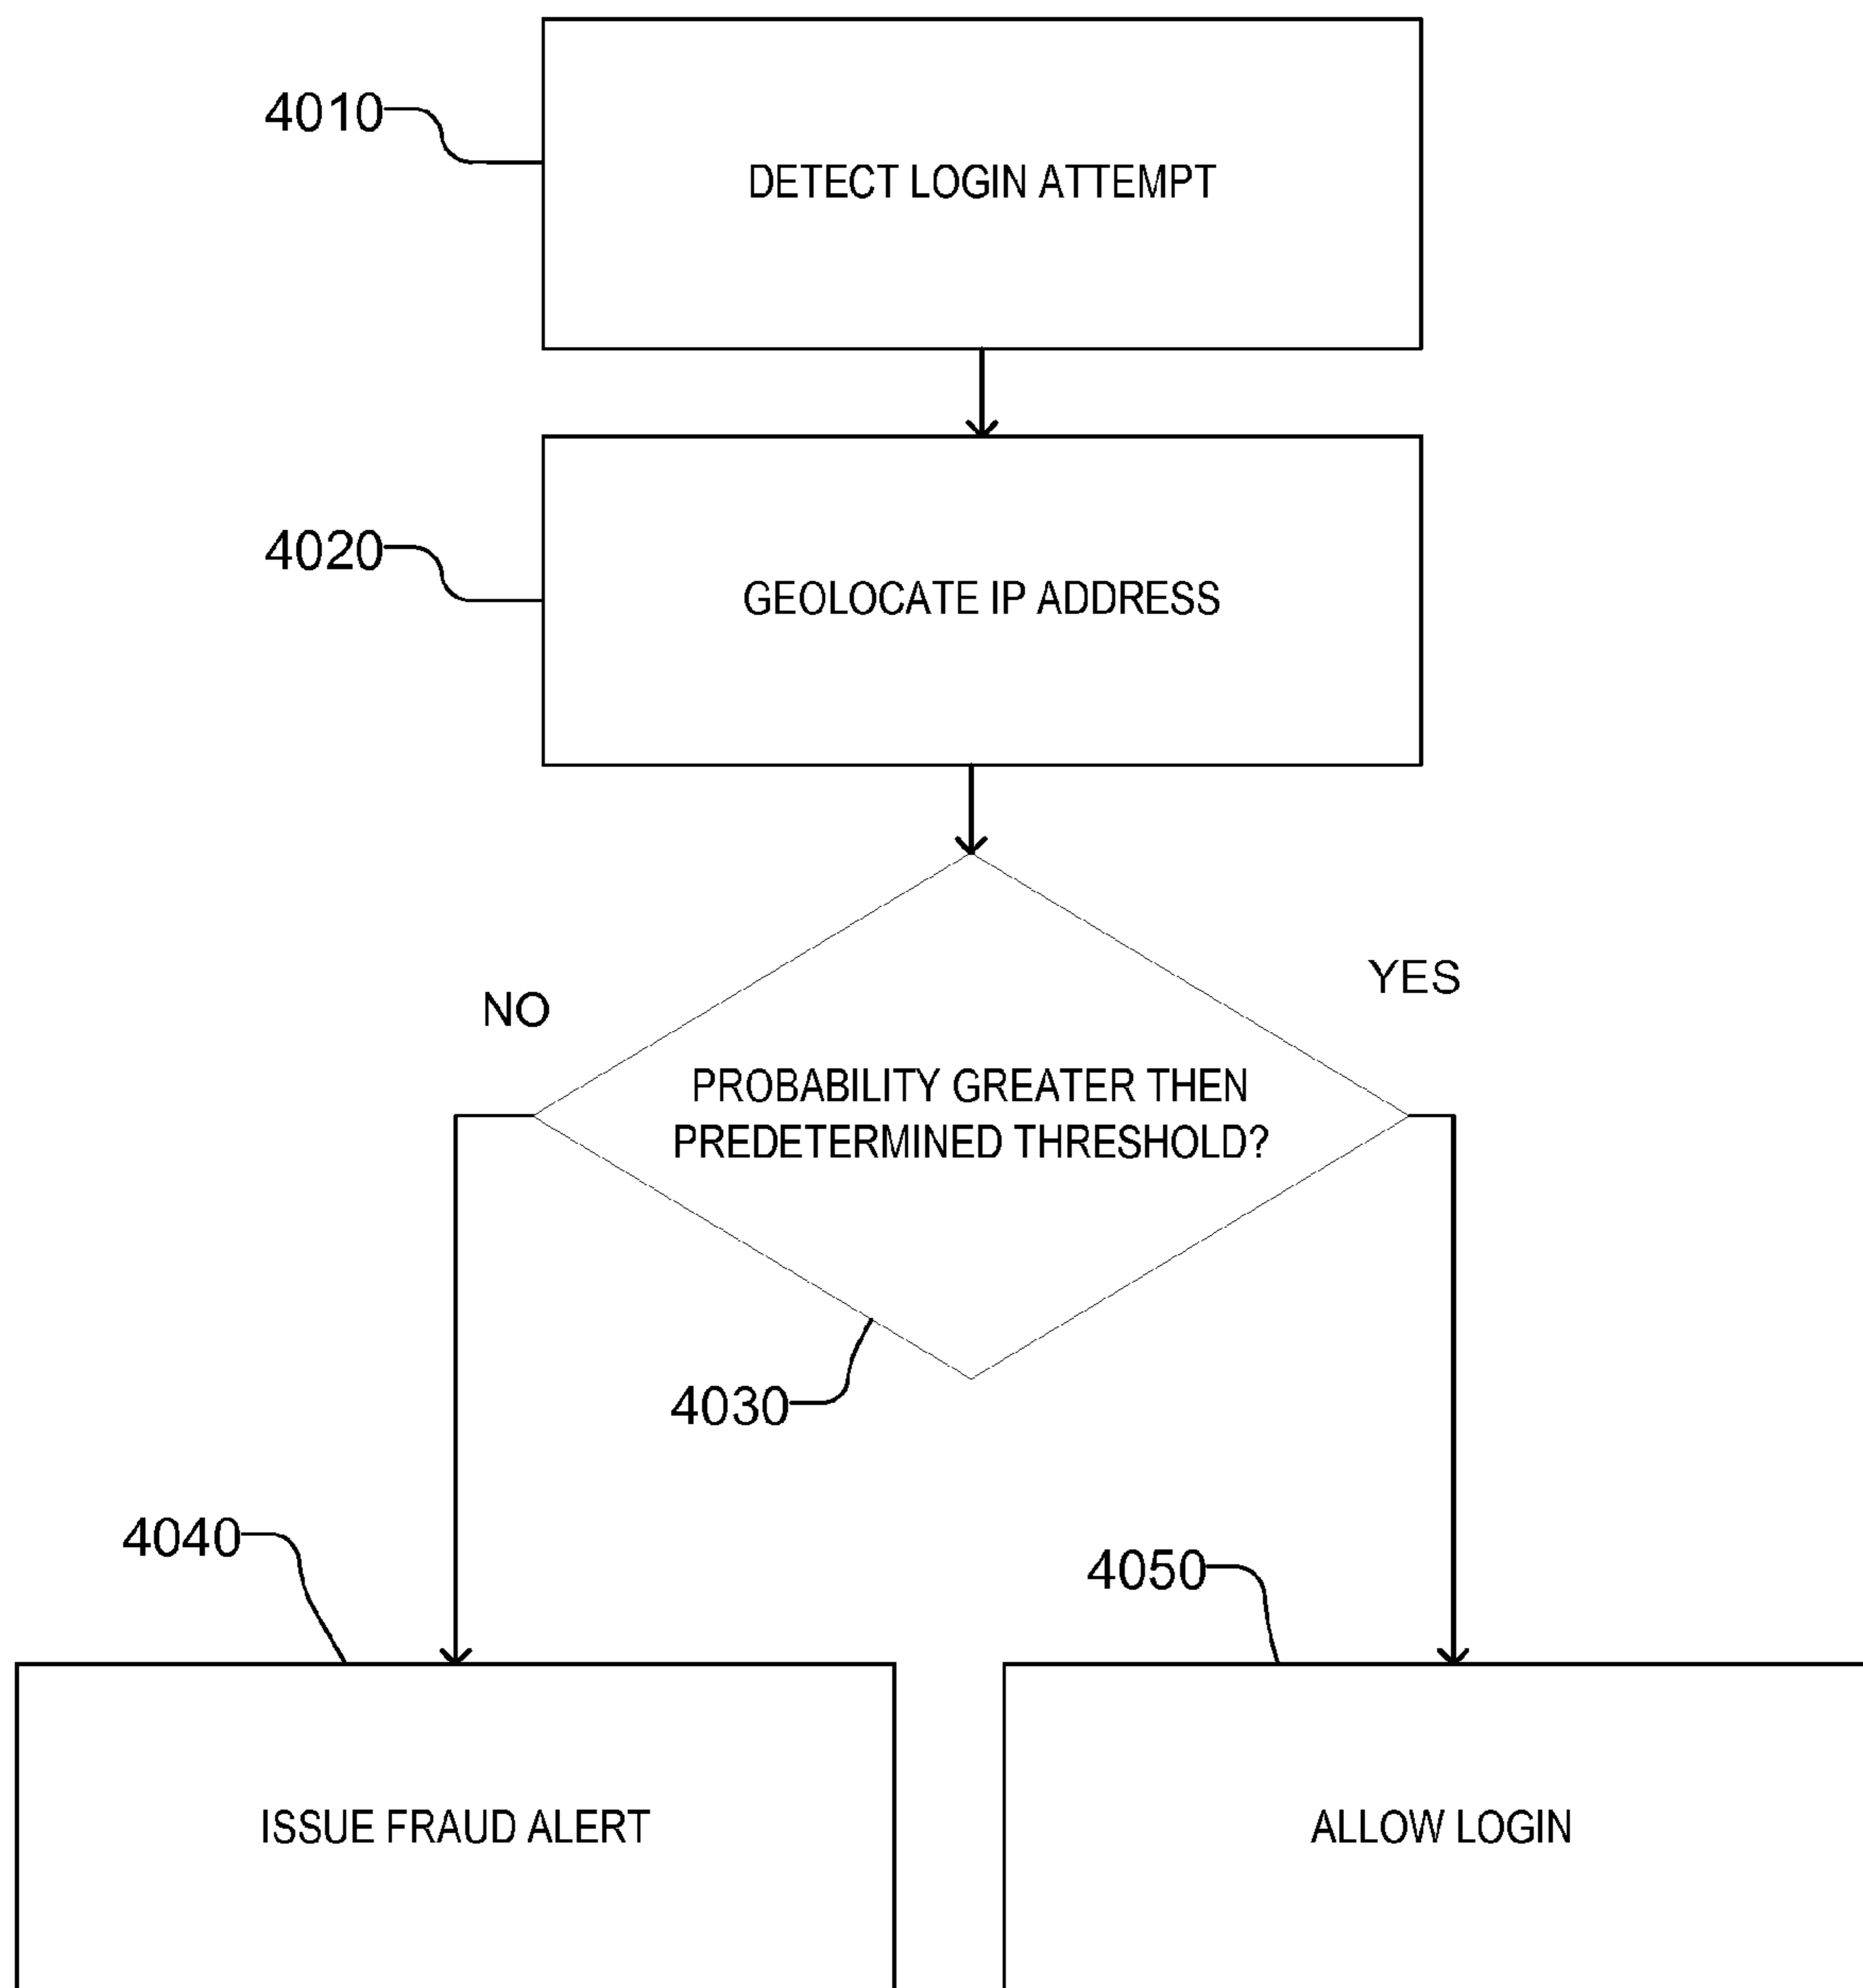 4010
DETECT LOGIN ATTEMPT
4020
GEOLOCATE IP ADDRESS
NO
YES
PROBABILITY GREATER THEN
PREDETERMINED THRESHOLD?
4030
4040
4050
ISSUE FRAUD ALERT
ALLOW LOGIN